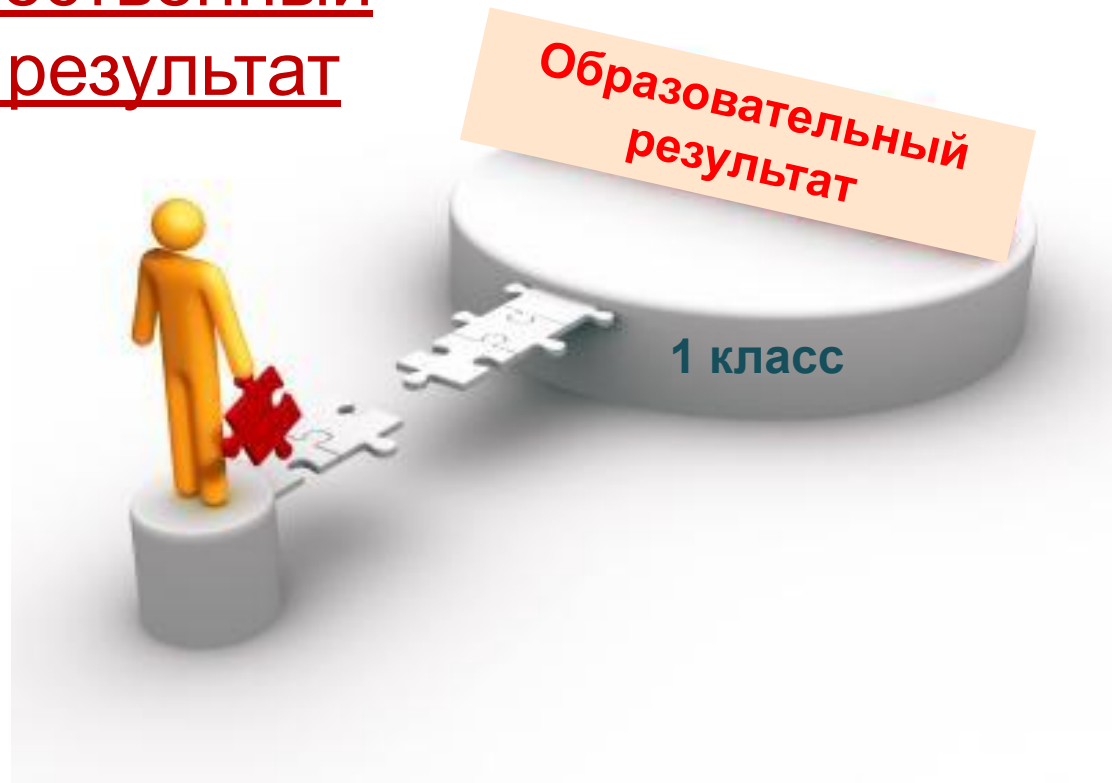 результат
Образовательный
результат
1 класс